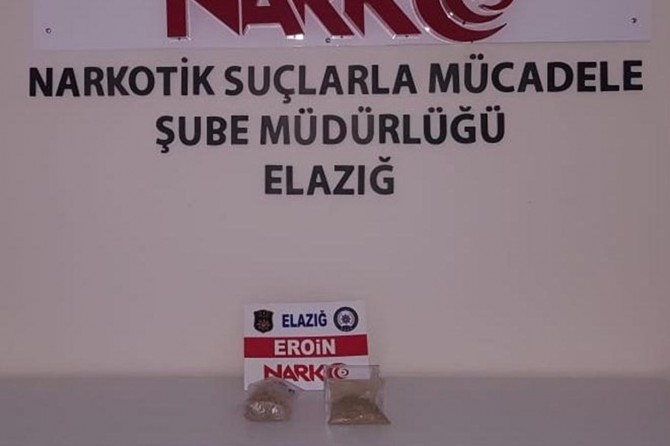 NARKO
NARKOTİK SUÇLARLA MÜCADELE
ŞUBE MÜDÜRLÜĞÜ
ELAZIĞ
ELAZIĞ
EROİN
NARKO